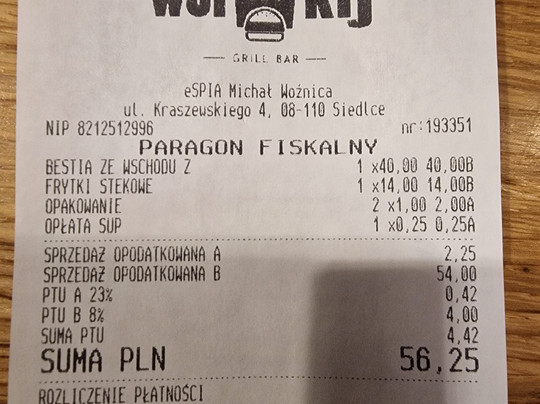 GRILL BAR
eSPIA Michał Woźnica
ul. Kraszewskiego 4, 08-110 Siedlce
NIP 8212512996 nr:193351
PARAGON FISKALNY
BESTIA ZE WSCHODU Z 1 x40,00 40,00B
FRYTKI STEKOWE 1 x14,00 14,00B
OPAKOWANIE 2 x1,00 2,00A
OPŁATA SUP 1 x0,25 0,25A
SPRZEDAŻ OPODATKOWANA A 2,25
SPRZEDAŻ OPODATKOWANA B 54,00
PTU A 23% 0,42
PTU B 8% 4,00
SUMA PTU 4,42
SUMA PLN 56,25
ROZLICZENIE PŁATNOŚCI